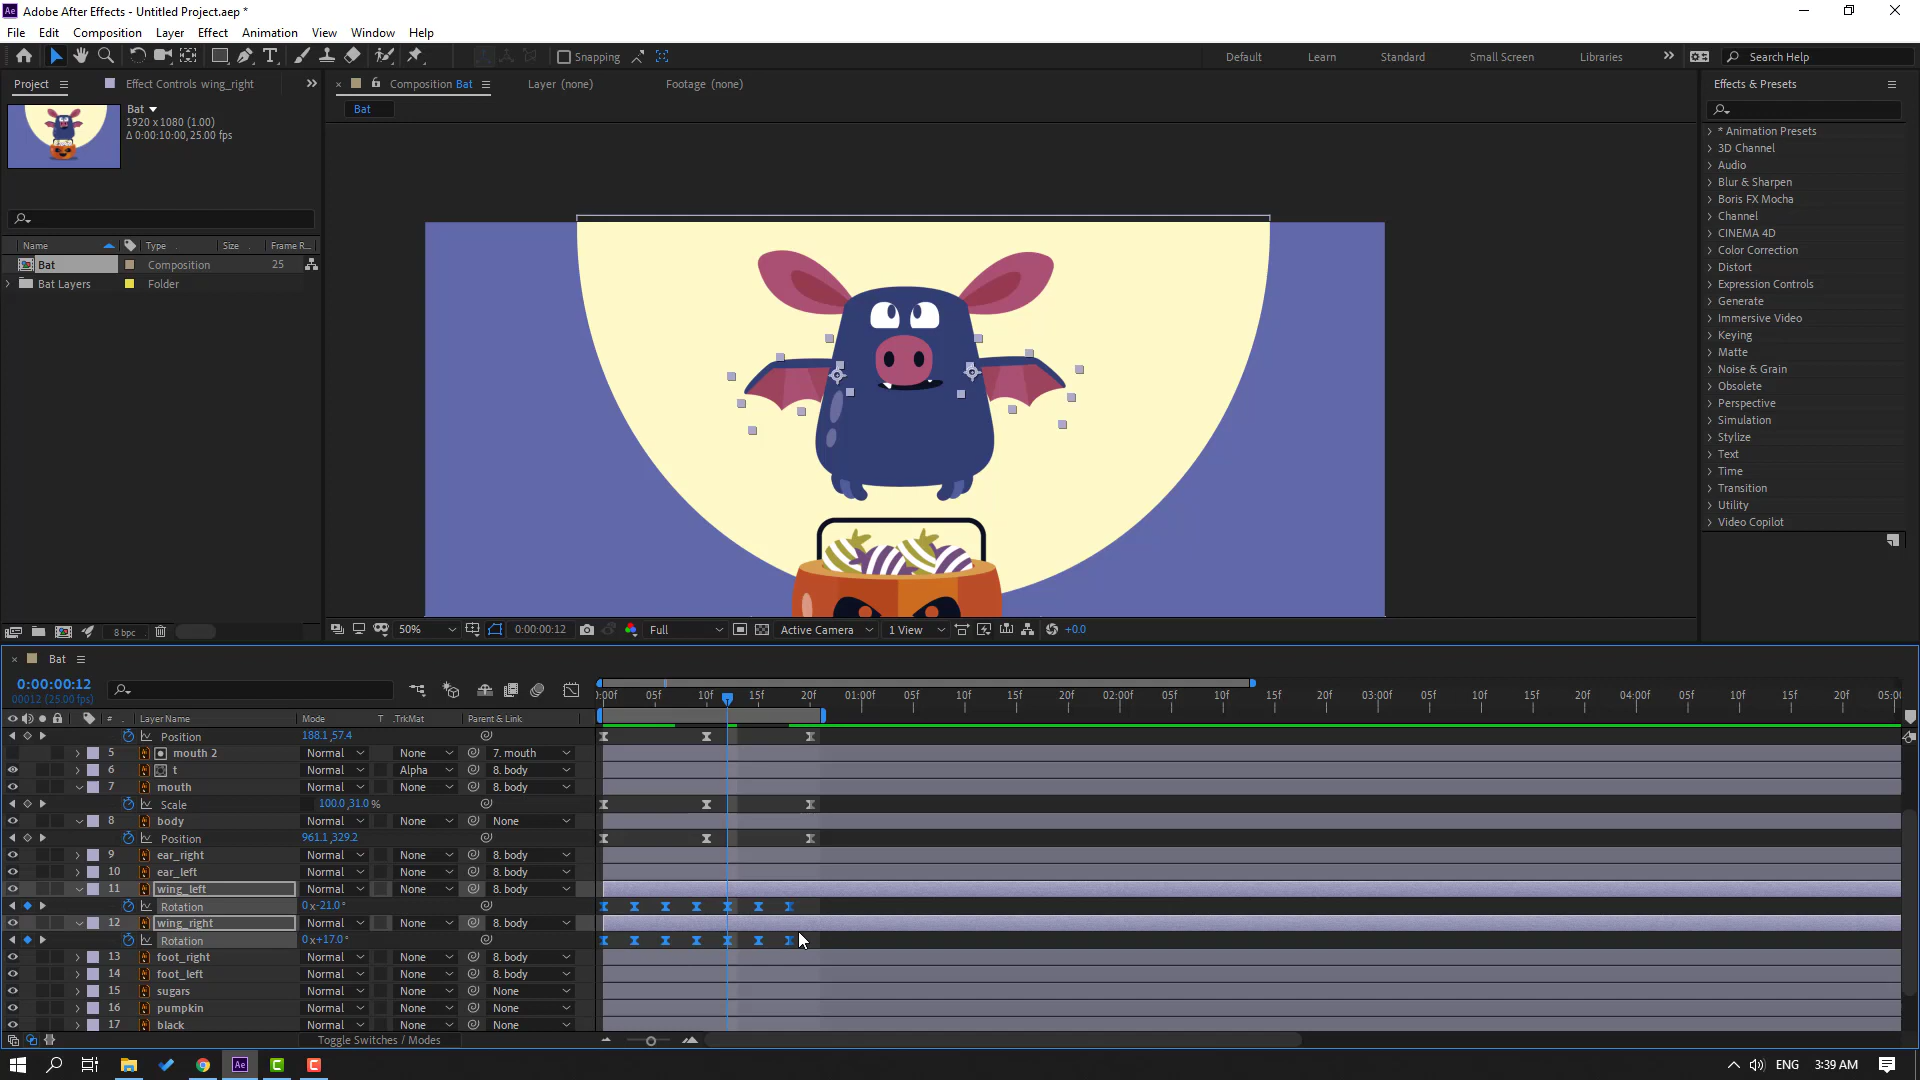 Ae Adobe After Effects - Untitled Project.aep *
File Edit Composition Layer Effect Animation View Window Help
Snapping Default Learn Standard Small Screen Libraries Search Help
Project Effect Controls wing_right
Composition Bat Layer (none) Footage (none)
Effects & Presets
Bat
1920 x 1080 (1.00)
Δ 0:00:10:00, 25.00 fps
Bat
* Animation Presets
3D Channel
Audio
Blur & Sharpen
Boris FX Mocha
Channel
CINEMA 4D
Color Correction
Distort
Expression Controls
Generate
Immersive Video
Keying
Matte
Noise & Grain
Obsolete
Perspective
Simulation
Stylize
Text
Time
Transition
Utility
Video Copilot
Name Type Size Frame R...
Bat Composition 25
Bat Layers Folder
8 bpc
50% 0:00:00:12 Full Active Camera 1 View +0.0
Bat
0:00:00:12
00012 (25.00 fps)
:00f 05f 10f 15f 20f 01:00f 05f 10f 15f 20f 02:00f 05f 10f 15f 20f 03:00f 05f 10f 15f 20f 04:00f 05f 10f 15f 20f 05:00
# Layer Name Mode T .TrkMat Parent & Link
Position 188.1,57.4
5 mouth 2 Normal None 7. mouth
6 t Normal Alpha 8. body
7 mouth Normal None 8. body
Scale 100.0,31.0 %
8 body Normal None None
Position 961.1,329.2
9 ear_right Normal None 8. body
10 ear_left Normal None 8. body
11 wing_left Normal None 8. body
Rotation 0x-21.0°
12 wing_right Normal None 8. body
Rotation 0x+17.0°
13 foot_right Normal None 8. body
14 foot_left Normal None 8. body
15 sugars Normal None None
16 pumpkin Normal None None
17 black Normal None None
Toggle Switches / Modes
Ae C C ENG 3:39 AM